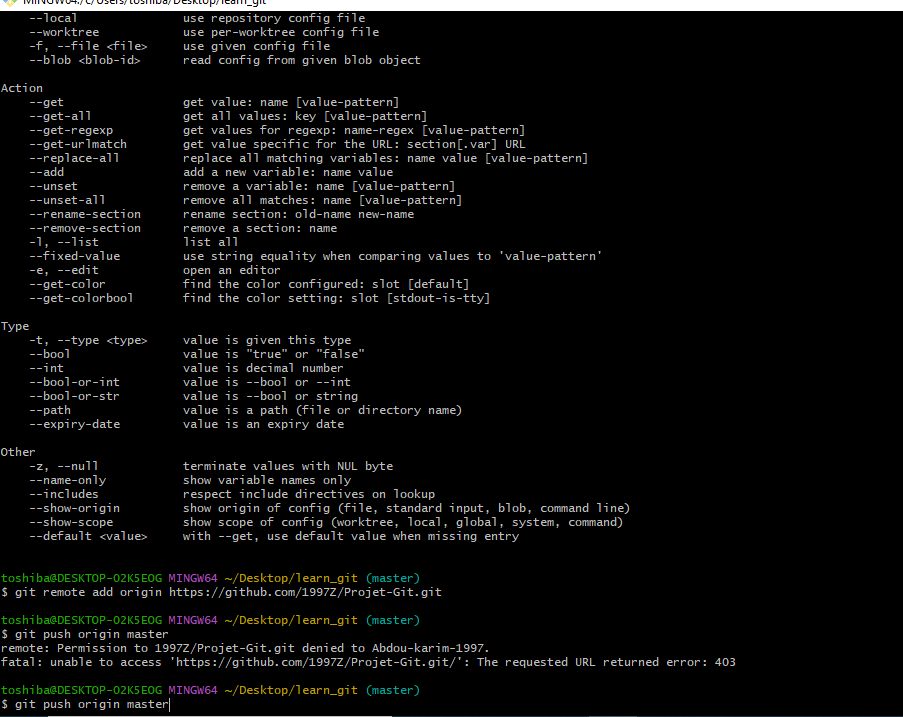 MINGW64:/c/Users/toshiba/Desktop/learn_git
--local use repository config file
--worktree use per-worktree config file
-f, --file <file> use given config file
--blob <blob-id> read config from given blob object
Action
--get get value: name [value-pattern]
--get-all get all values: key [value-pattern]
--get-regexp get values for regexp: name-regex [value-pattern]
--get-urlmatch get value specific for the URL: section[.var] URL
--replace-all replace all matching variables: name value [value-pattern]
--add add a new variable: name value
--unset remove a variable: name [value-pattern]
--unset-all remove all matches: name [value-pattern]
--rename-section rename section: old-name new-name
--remove-section remove a section: name
-l, --list list all
--fixed-value use string equality when comparing values to 'value-pattern'
-e, --edit open an editor
--get-color find the color configured: slot [default]
--get-colorbool find the color setting: slot [stdout-is-tty]
Type
-t, --type <type> value is given this type
--bool value is "true" or "false"
--int value is decimal number
--bool-or-int value is --bool or --int
--bool-or-str value is --bool or string
--path value is a path (file or directory name)
--expiry-date value is an expiry date
Other
-z, --null terminate values with NUL byte
--name-only show variable names only
--includes respect include directives on lookup
--show-origin show origin of config (file, standard input, blob, command line)
--show-scope show scope of config (worktree, local, global, system, command)
--default <value> with --get, use default value when missing entry
toshiba@DESKTOP-O2K5EOG MINGW64 ~/Desktop/learn_git (master)
$ git remote add origin https://github.com/1997Z/Projet-Git.git
toshiba@DESKTOP-O2K5EOG MINGW64 ~/Desktop/learn_git (master)
$ git push origin master
remote: Permission to 1997Z/Projet-Git.git denied to Abdou-karim-1997.
fatal: unable to access 'https://github.com/1997Z/Projet-Git.git/': The requested URL returned error: 403
toshiba@DESKTOP-O2K5EOG MINGW64 ~/Desktop/learn_git (master)
$ git push origin master